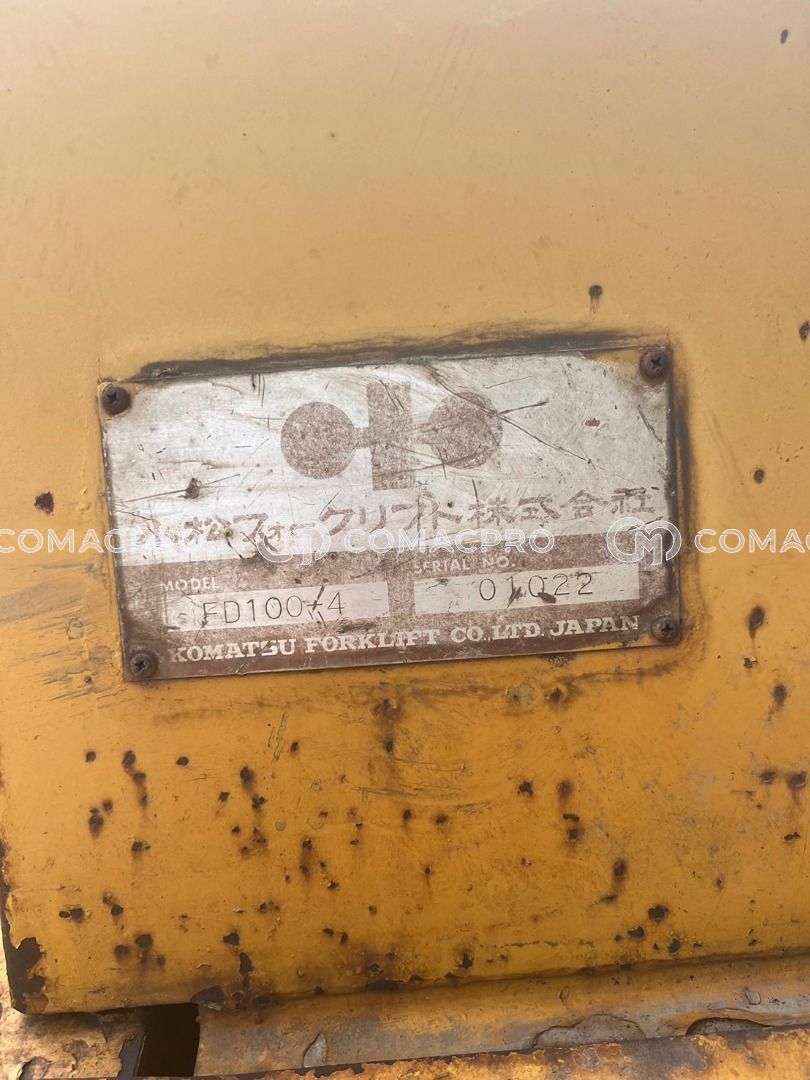 小松フォークリフト株式会社
MODEL SERIAL NO.
FD100-4 01022
KOMATSU FORKLIFT CO. LTD. JAPAN
COMACPRO COMACPRO COMAC